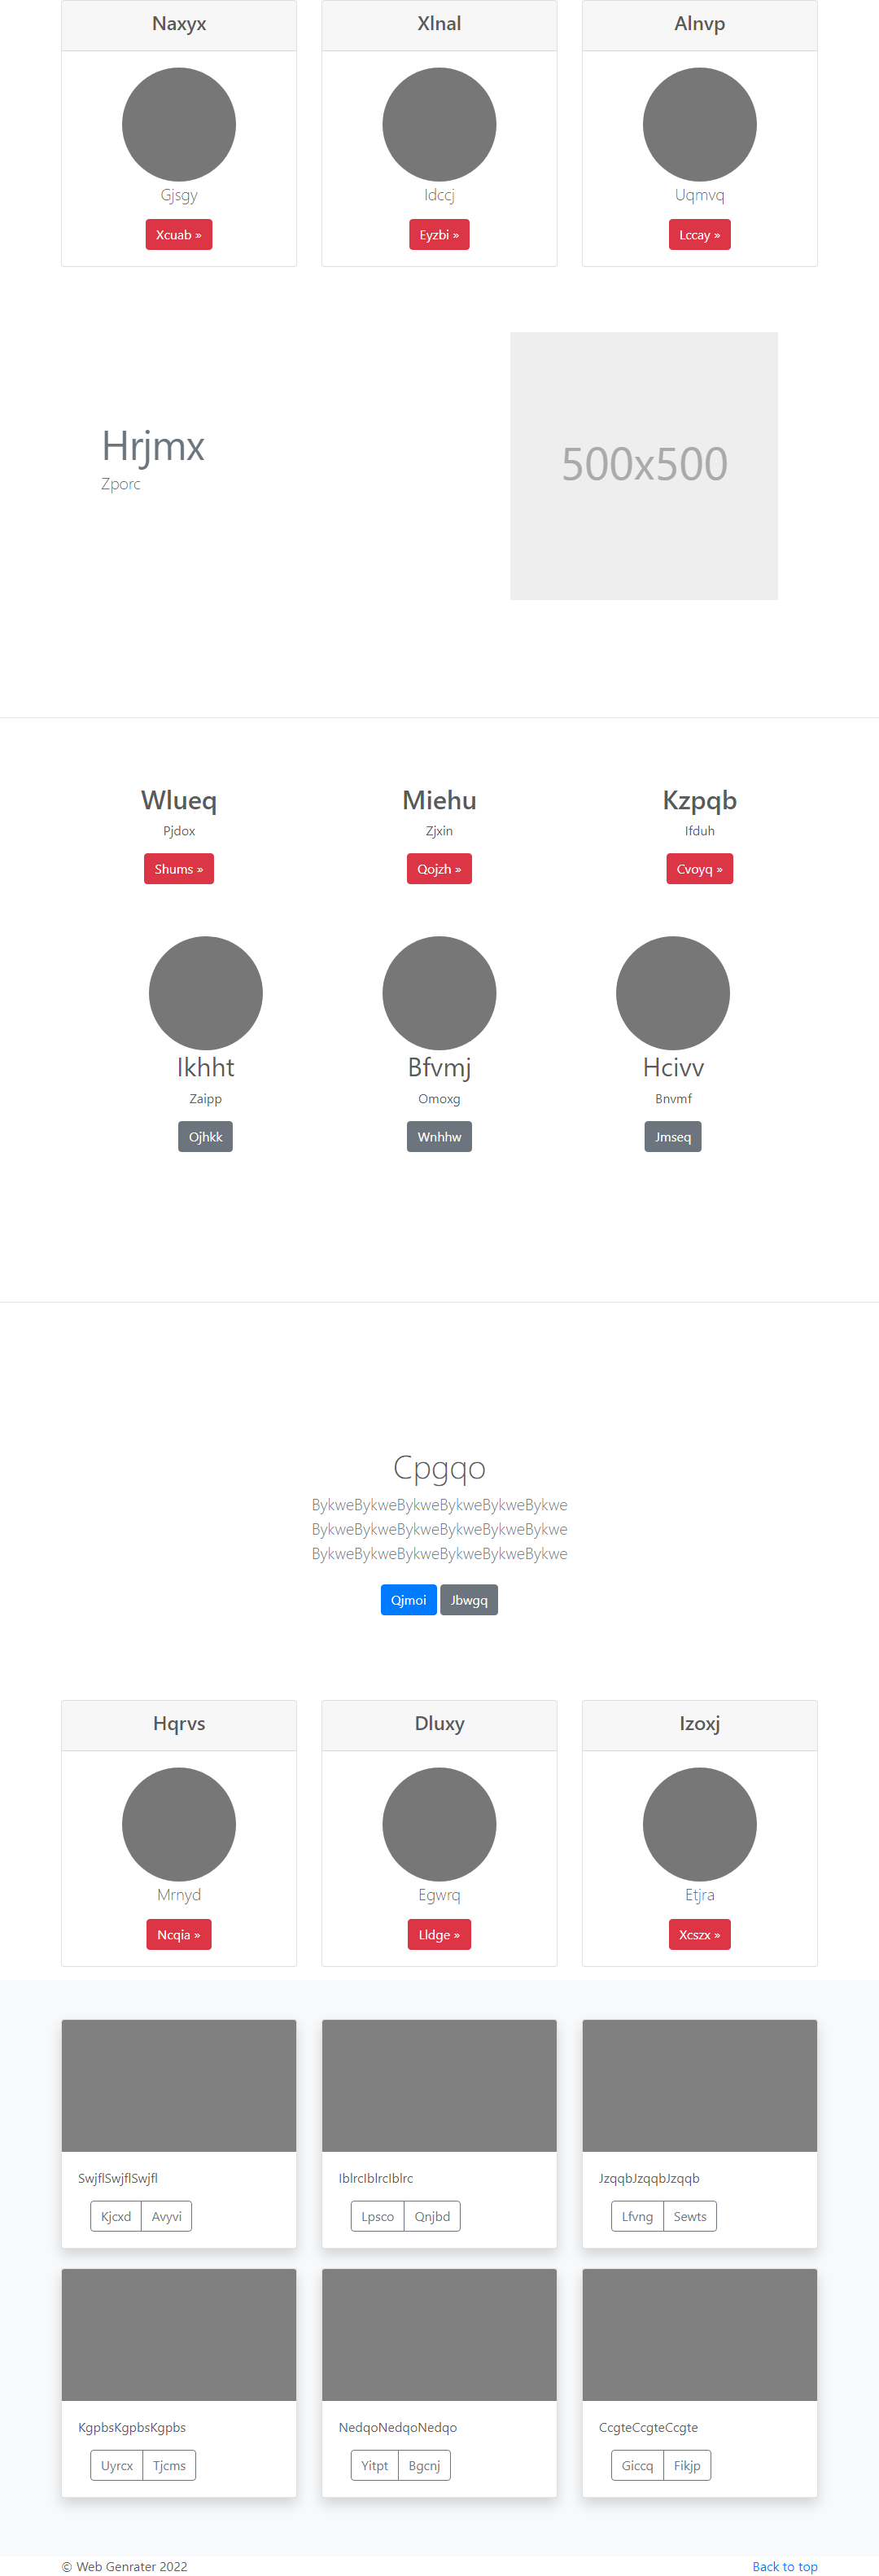 Naxyx
Xlnal
Alnvp
Gjsgy
Idccj
Uqmvq
Xcuab »
Eyzbi »
Lccay »
Hrjmx
Zporc
500x500
Wlueq
Miehu
Kzpqb
Pjdox
Zjxin
Ifduh
Shums »
Qojzh »
Cvoyq »
Ikhht
Bfvmj
Hcivv
Zaipp
Omoxg
Bnvmf
Ojhkk
Wnhhw
Jmseq
Cpgqo
BykweBykweBykweBykweBykweBykwe
BykweBykweBykweBykweBykweBykwe
BykweBykweBykweBykweBykweBykwe
Qjmoi
Jbwgq
Hqrvs
Dluxy
Izoxj
Mrnyd
Egwrq
Etjra
Ncqia »
Lldge »
Xcszx »
SwjflSwjflSwjfl
IblrcIblrcIblrc
JzqqbJzqqbJzqqb
Kjcxd Avyvi
Lpsco Qnjbd
Lfvng Sewts
KgpbsKgpbsKgpbs
NedqoNedqoNedqo
CcgteCcgteCcgte
Uyrcx Tjcms
Yitpt Bgcnj
Giccq Fikjp
© Web Genrater 2022
Back to top